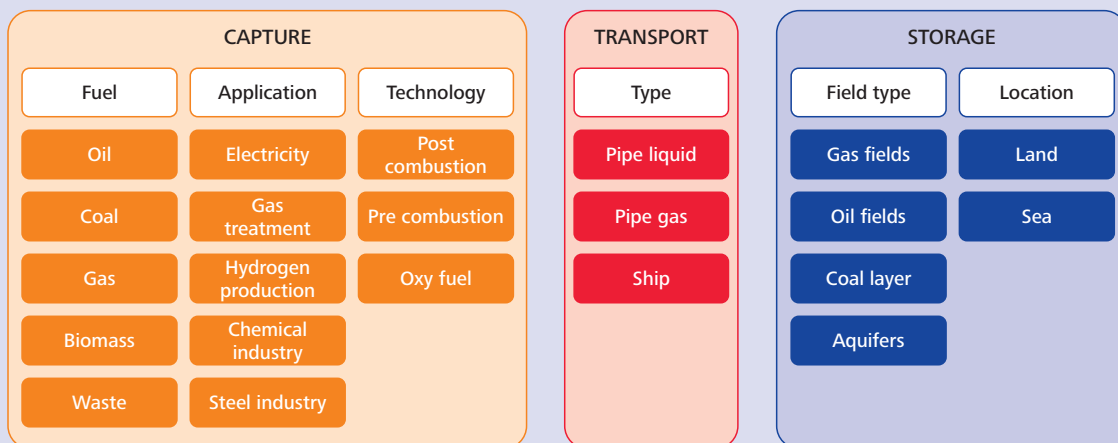 CAPTURE
Fuel
Application
Technology
Oil
Electricity
Post
combustion
Coal
Gas
treatment
Pre combustion
Gas
Hydrogen
production
Oxy fuel
Biomass
Chemical
industry
Waste
Steel industry
TRANSPORT
Type
Pipe liquid
Pipe gas
Ship
STORAGE
Field type
Location
Gas fields
Land
Oil fields
Sea
Coal layer
Aquifers